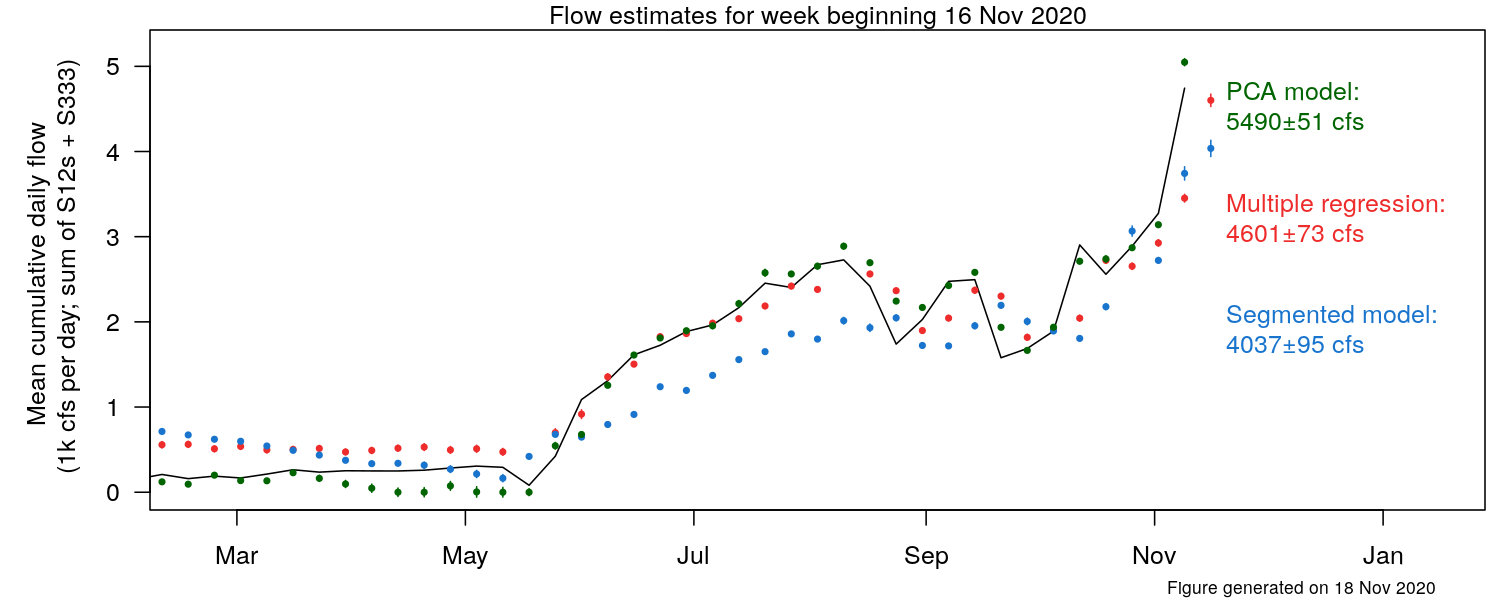 Flow estimates for week beginning 16 Nov 2020
Mean cumulative daily flow
(1k cfs per day; sum of S12s + S333)
5
4
3
2
1
0
PCA model:
5490±51 cfs
Multiple regression:
4601±73 cfs
Segmented model:
4037±95 cfs
Mar May Jul Sep Nov Jan
Figure generated on 18 Nov 2020